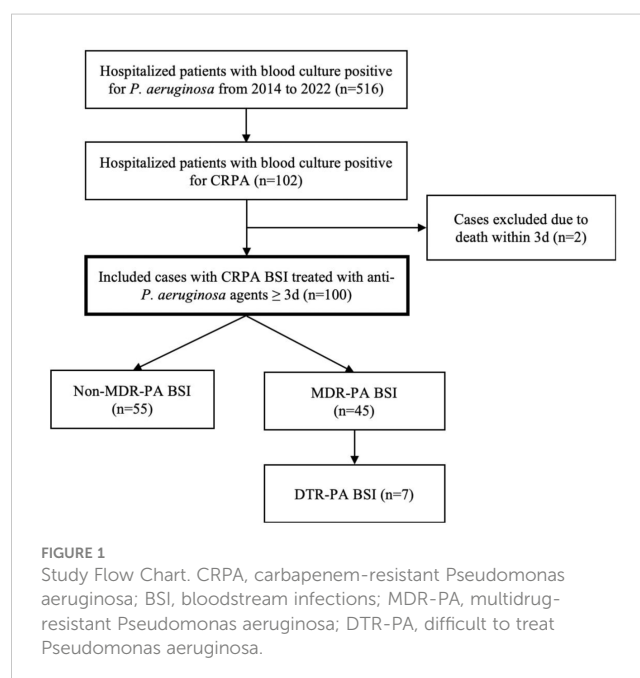 Hospitalized patients with blood culture positive
for P. aeruginosa from 2014 to 2022 (n=516)
Hospitalized patients with blood culture positive
for CRPA (n=102)
Cases excluded due to
death within 3d (n=2)
Included cases with CRPA BSI treated with anti-
P. aeruginosa agents ≥ 3d (n=100)
Non-MDR-PA BSI
(n=55)
MDR-PA BSI
(n=45)
DTR-PA BSI (n=7)
FIGURE 1
Study Flow Chart. CRPA, carbapenem-resistant Pseudomonas
aeruginosa; BSI, bloodstream infections; MDR-PA, multidrug-
resistant Pseudomonas aeruginosa; DTR-PA, difficult to treat
Pseudomonas aeruginosa.